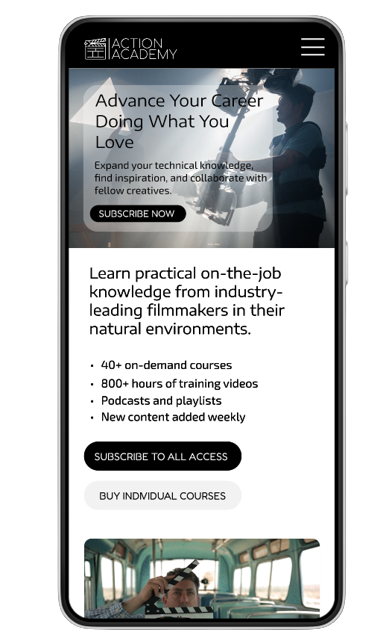 ACTION
ACADEMY
Advance Your Career
Doing What You
Love
Expand your technical knowledge,
find inspiration, and collaborate with
fellow creatives.
SUBSCRIBE NOW
Learn practical on-the-job
knowledge from industry-
leading filmmakers in their
natural environments.
• 40+ on-demand courses
• 800+ hours of training videos
• Podcasts and playlists
• New content added weekly
SUBSCRIBE TO ALL ACCESS
BUY INDIVIDUAL COURSES